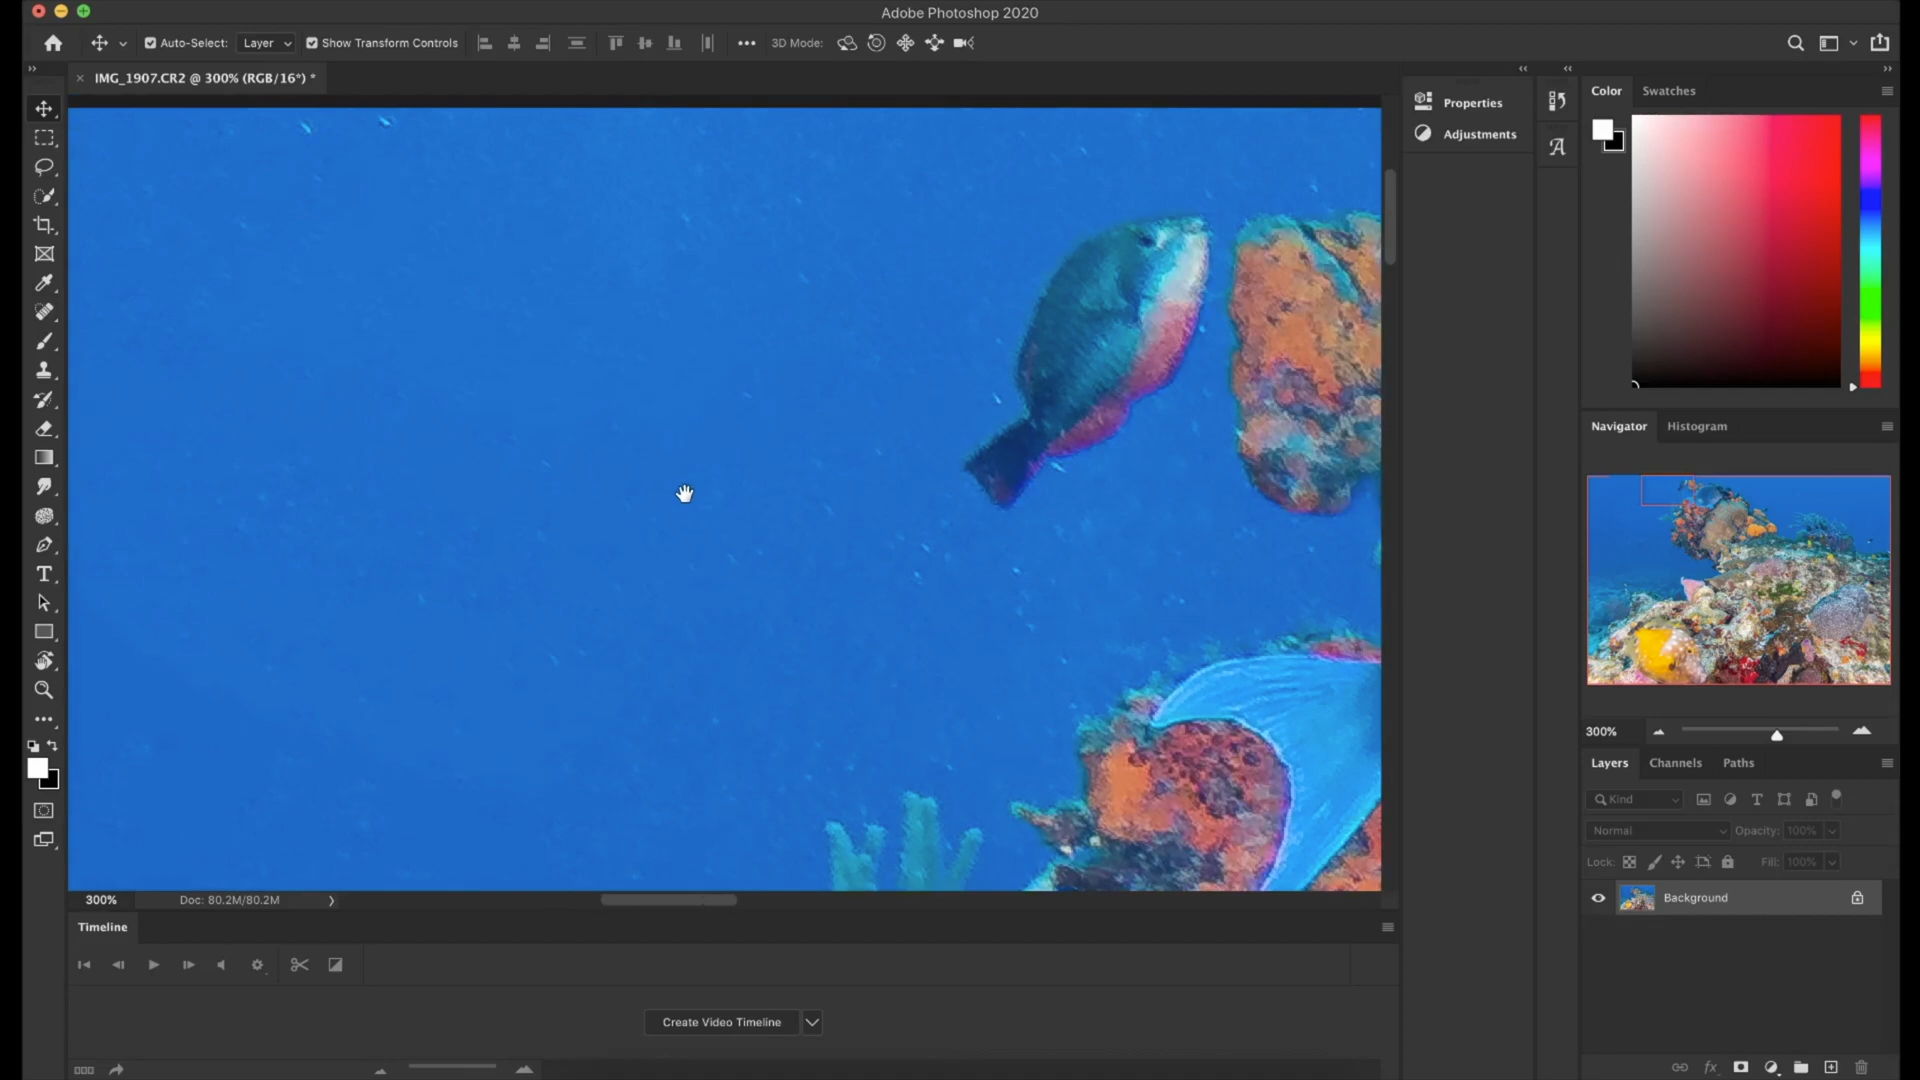 Adobe Photoshop 2020
Auto-Select: Layer Show Transform Controls 3D Mode:
IMG_1907.CR2 @ 300% (RGB/16*) *
Properties
Adjustments
Color Swatches
Navigator Histogram
300%
Layers Channels Paths
Kind
Normal Opacity: 100%
Lock: Fill: 100%
Background
300% Doc: 80.2M/80.2M
Timeline
Create Video Timeline
fx